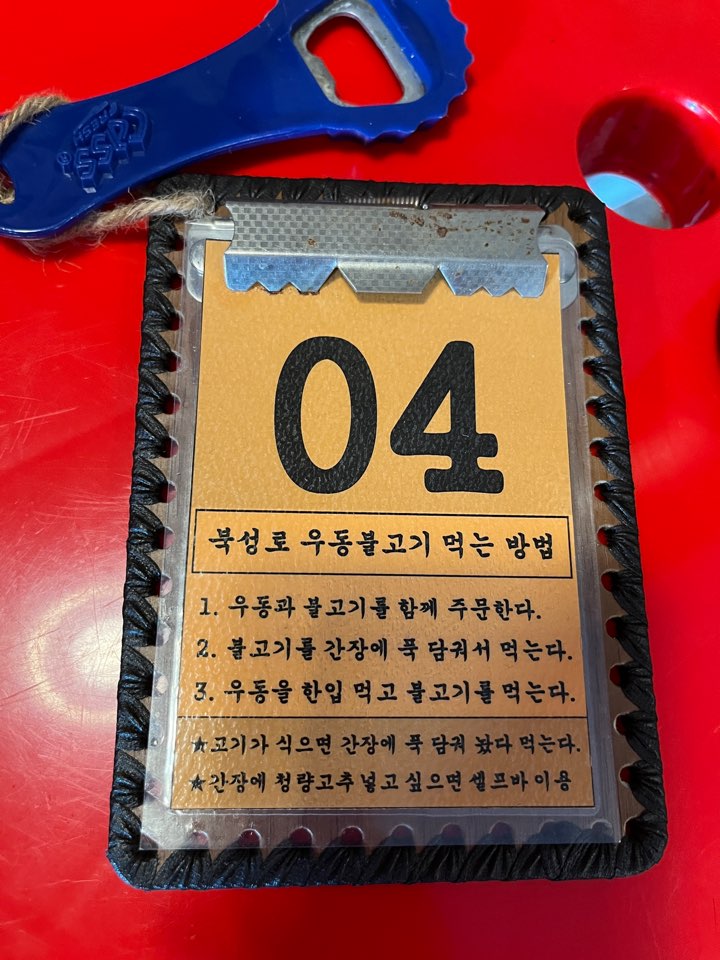 04
북성로 우동불고기 먹는 방법
1. 우동과 불고기를 함께 주문한다.
2. 불고기를 간장에 푹 담궈서 먹는다.
3. 우동을 한입 먹고 불고기를 먹는다.
★고기가 식으면 간장에 푹 담궈 놨다 먹는다.
★간장에 청량고추 넣고 싶으면 셀프바 이용